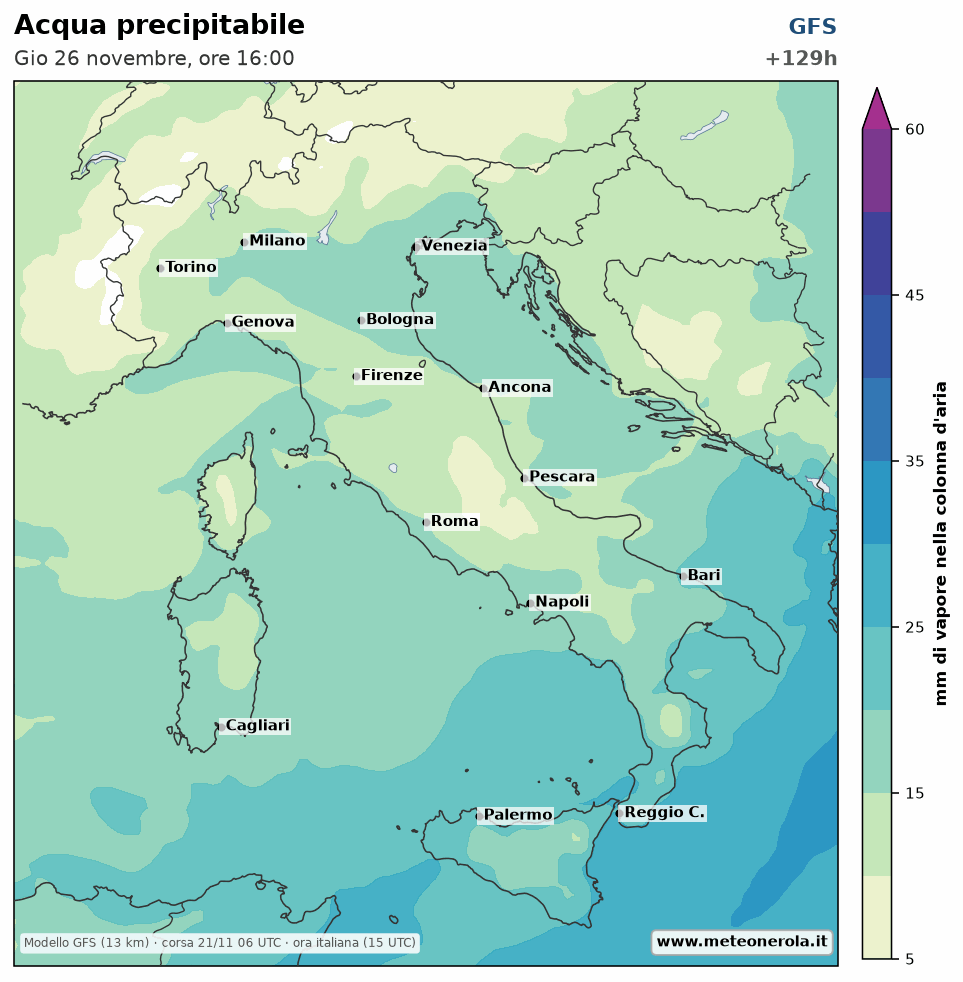 Acqua precipitabile
GFS
Gio 26 novembre, ore 16:00
+129h
60
45
35
25
15
5
mm di vapore nella colonna d'aria
Milano
Venezia
Torino
Genova
Bologna
Firenze
Ancona
Pescara
Roma
Bari
Napoli
Cagliari
Palermo
Reggio C.
Modello GFS (13 km) · corsa 21/11 06 UTC · ora italiana (15 UTC)
www.meteonerola.it